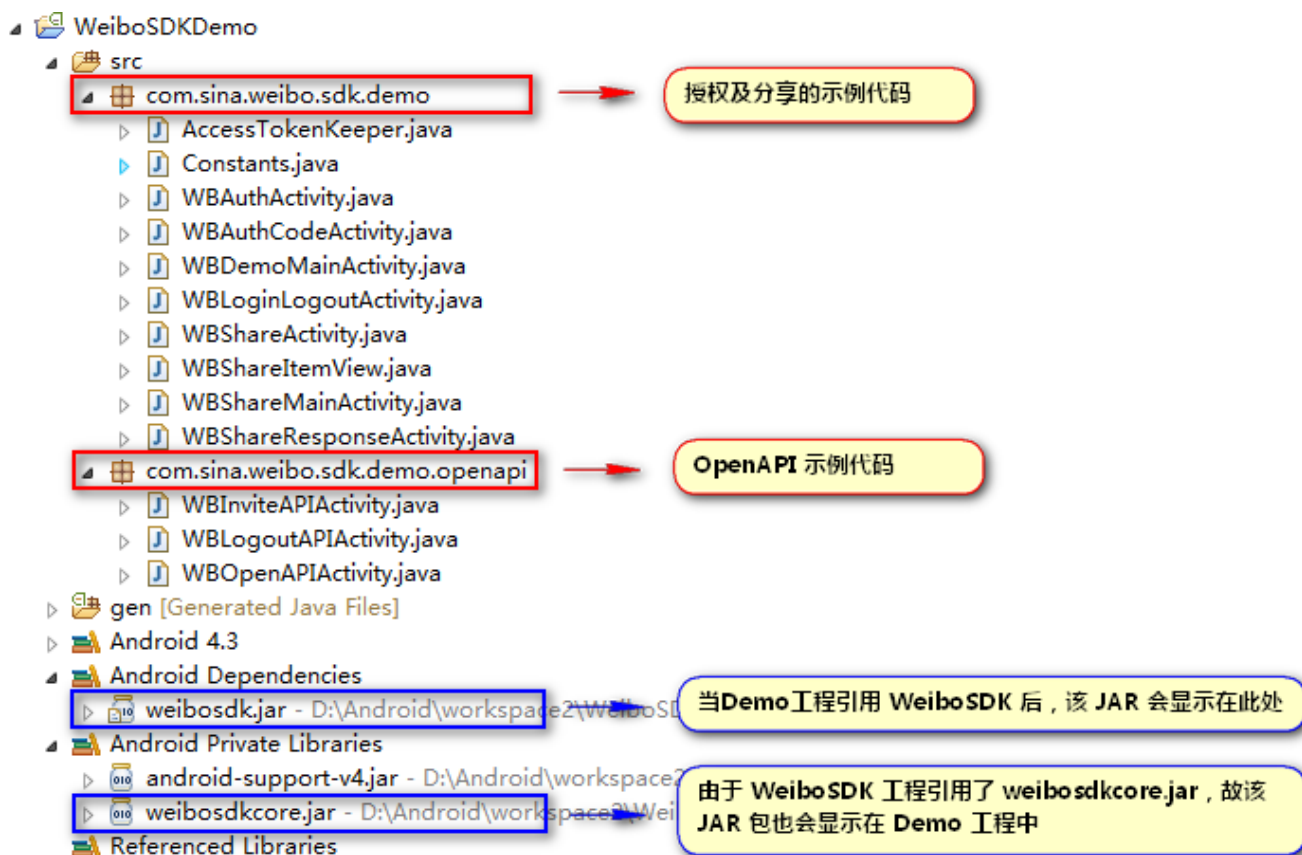 WeiboSDKDemo
src
com.sina.weibo.sdk.demo
授权及分享的示例代码
AccessTokenKeeper.java
Constants.java
WBAuthActivity.java
WBAuthCodeActivity.java
WBDemoMainActivity.java
WBLoginLogoutActivity.java
WBShareActivity.java
WBShareItemView.java
WBShareMainActivity.java
WBShareResponseActivity.java
com.sina.weibo.sdk.demo.openapi
OpenAPI 示例代码
WBInviteAPIActivity.java
WBLogoutAPIActivity.java
WBOpenAPIActivity.java
gen [Generated Java Files]
Android 4.3
Android Dependencies
weibosdk.jar - D:\Android\workspace2\WeiboSD
当Demo工程引用 WeiboSDK 后，该 JAR 会显示在此处
Android Private Libraries
android-support-v4.jar - D:\Android\workspace2
weibosdkcore.jar - D:\Android\workspace2\Wei
由于 WeiboSDK 工程引用了 weibosdkcore.jar，故该
JAR 包也会显示在 Demo 工程中
Referenced Libraries